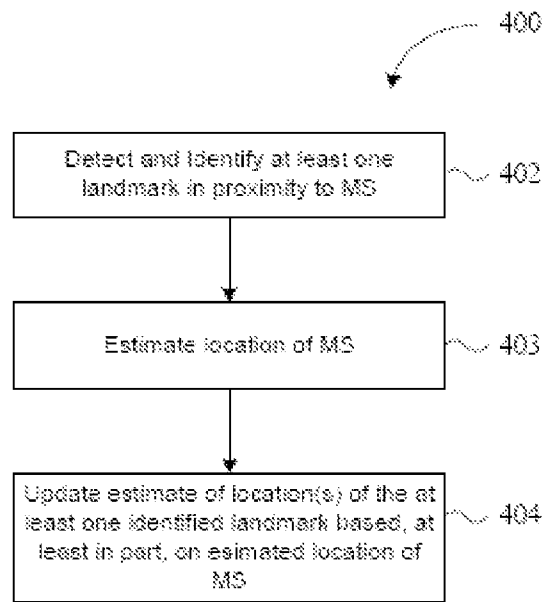 400
Detect and Identify at least one
landmark in proximity to MS
402
Estimate location of MS
403
Update estimate of location(s) of the at
least one identified landmark based, at
least in part, on esimated location of
MS
404